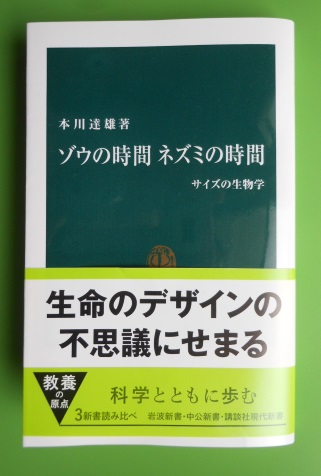 本川達雄著
ゾウの時間 ネズミの時間
サイズの生物学
生命のデザインの
不思議にせまる
教養
の
原点
科学とともに歩む
3新書読み比べ 岩波新書・中公新書・講談社現代新書